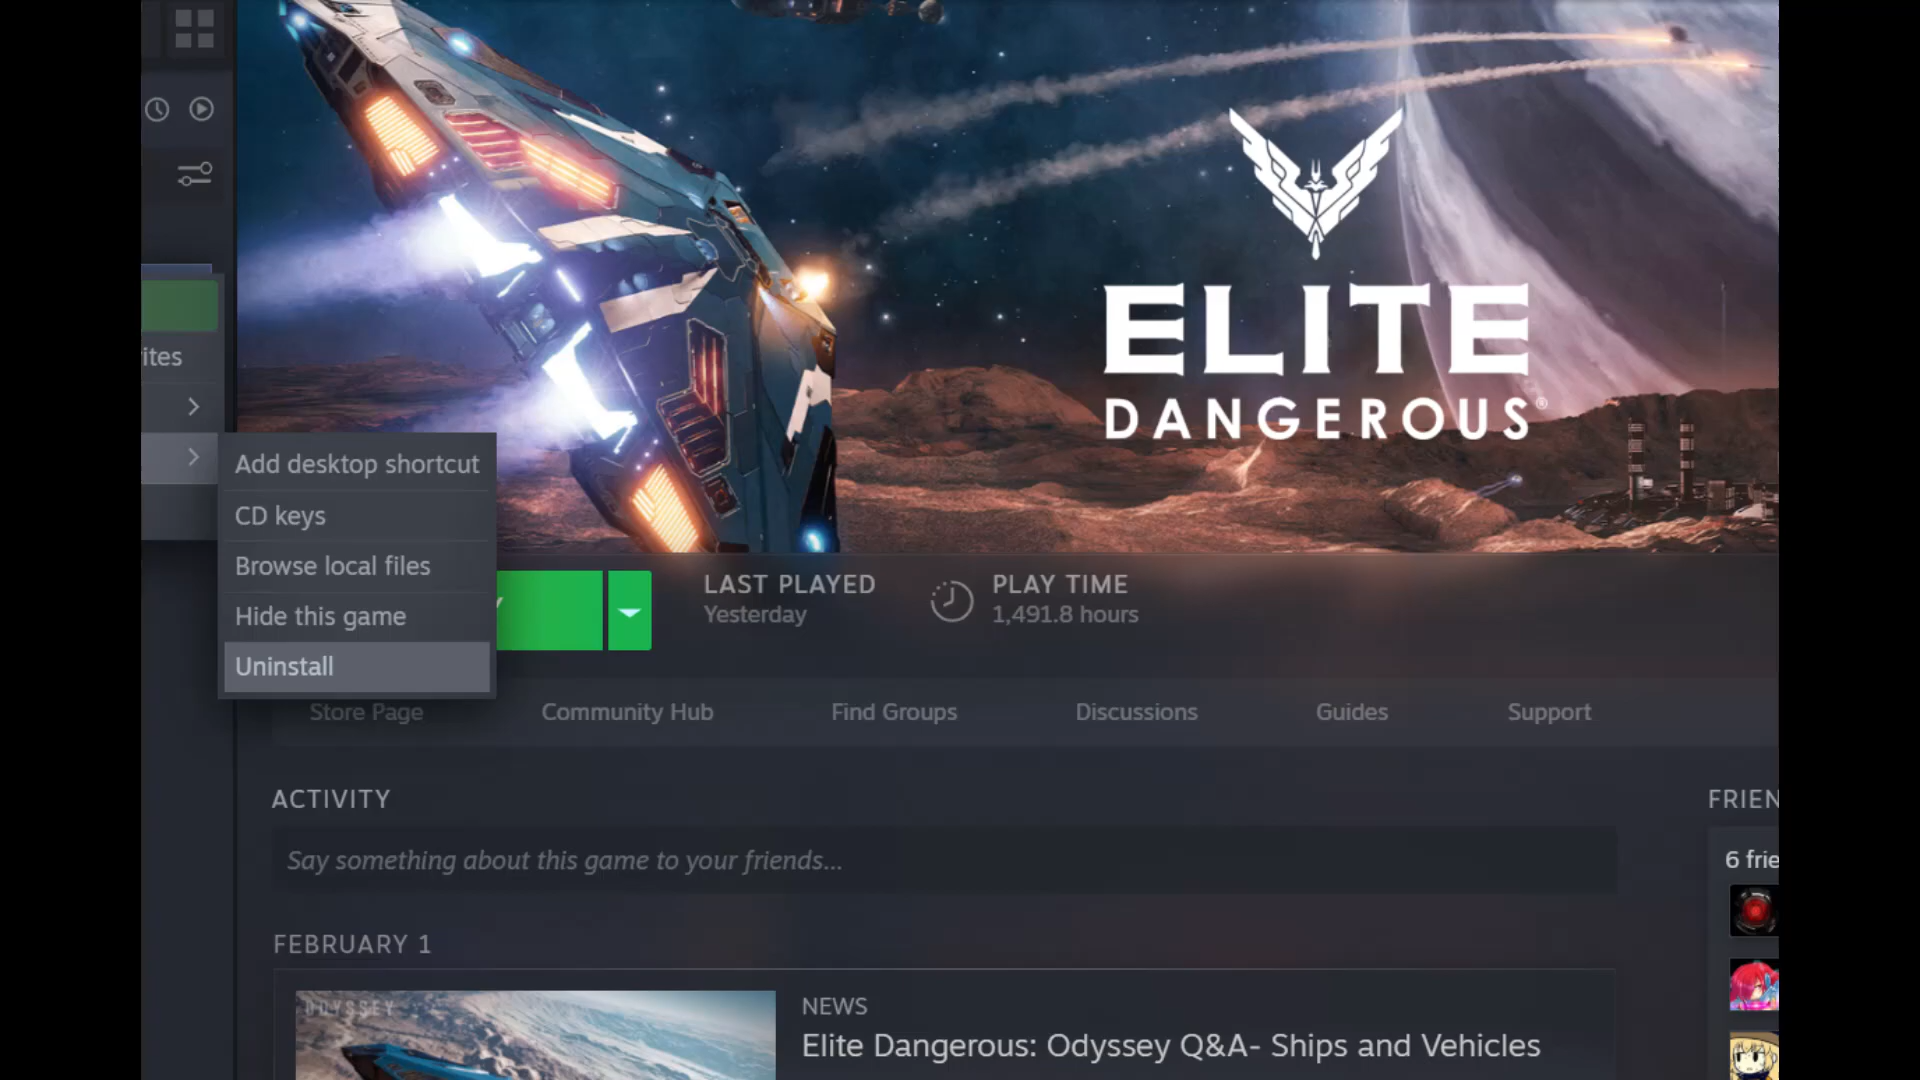 ELITE
DANGEROUS®
ites
Add desktop shortcut
CD keys
Browse local files
Hide this game
Uninstall
LAST PLAYED
Yesterday
PLAY TIME
1,491.8 hours
Store Page
Community Hub
Find Groups
Discussions
Guides
Support
ACTIVITY
Say something about this game to your friends...
FRIEN
6 frie
FEBRUARY 1
ODYSSEY
NEWS
Elite Dangerous: Odyssey Q&A- Ships and Vehicles